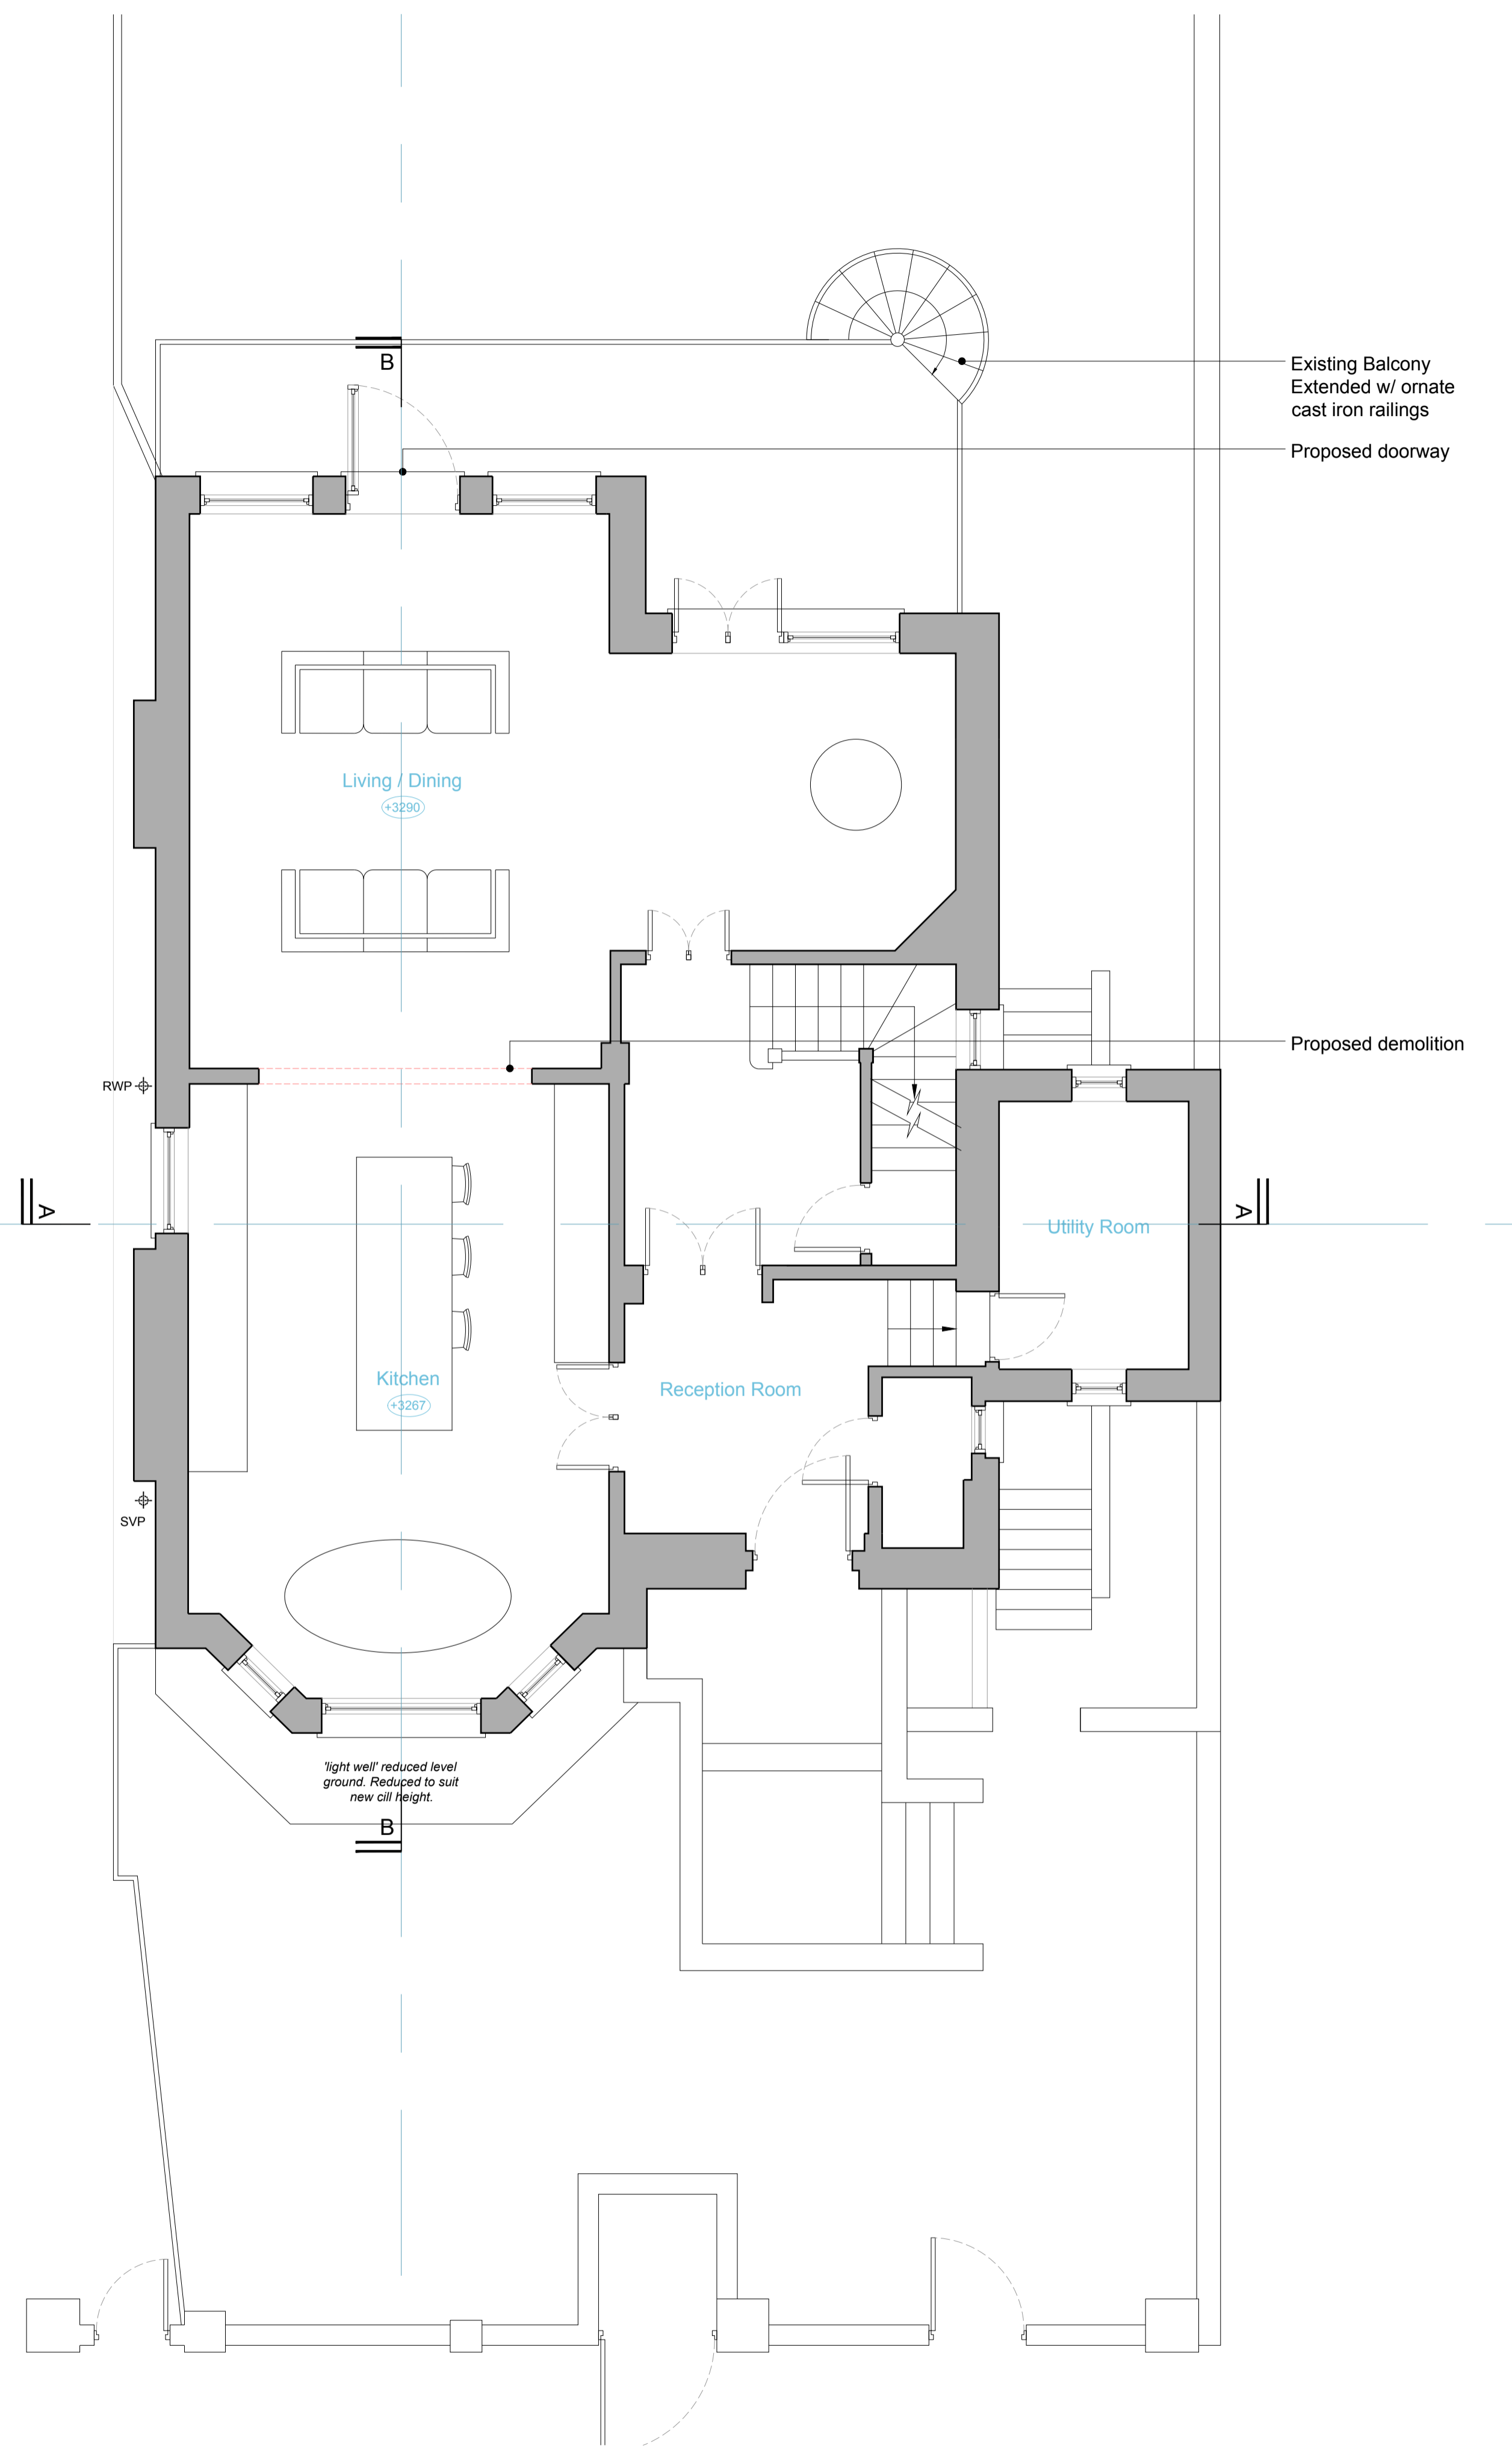 B
Existing Balcony
Extended w/ ornate
cast iron railings
Proposed doorway
Living / Dining
+3290
Proposed demolition
RWP
A
A
Utility Room
Kitchen
+3267
Reception Room
SVP
'light well' reduced level
ground. Reduced to suit
new cill height.
B